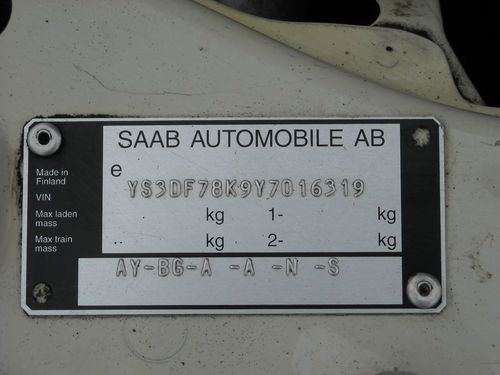 SAAB AUTOMOBILE AB
e
Made in
Finland
VIN YS3DF78K9Y7016319
Max laden
mass
kg 1- kg
Max train
mass
.. kg 2- kg
AY-BG-A -A -N -S